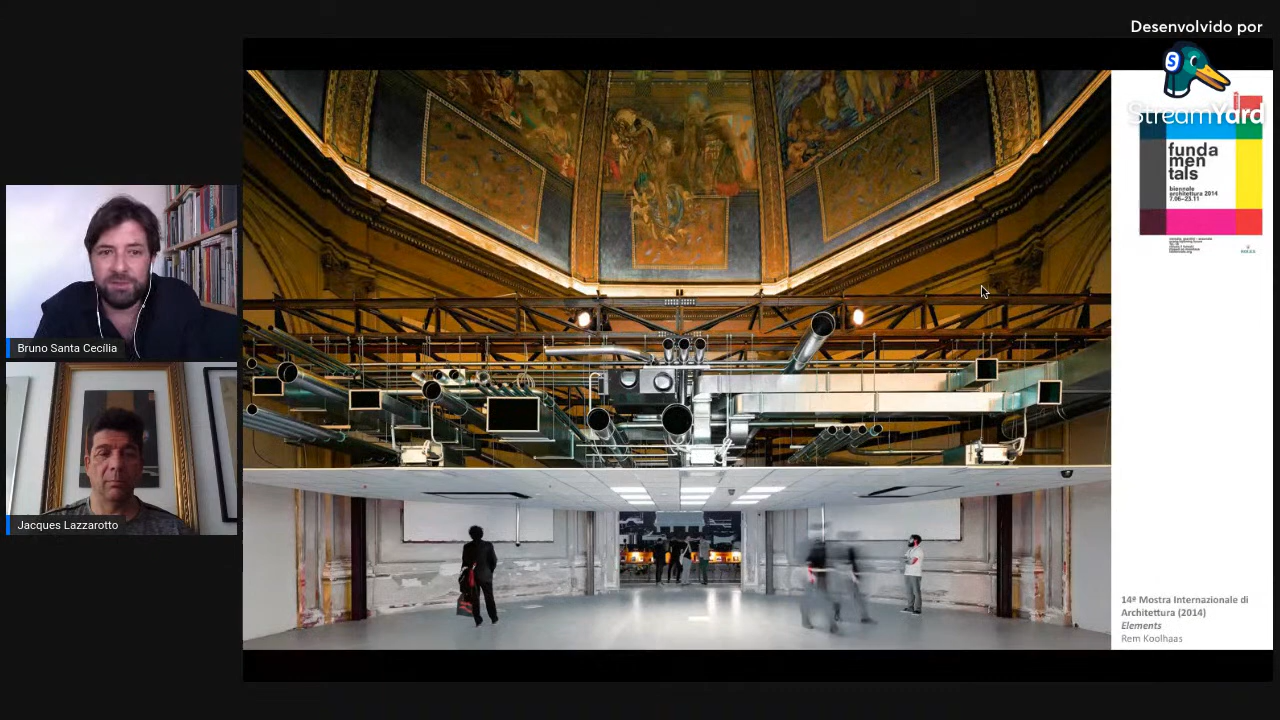 Desenvolvido por
StreamYard
funda
men
tals
biennale
architettura 2014
7.06–23.11
Bruno Santa Cecília
Jacques Lazzarotto
14ª Mostra Internazionale di
Architettura (2014)
Elements
Rem Koolhaas